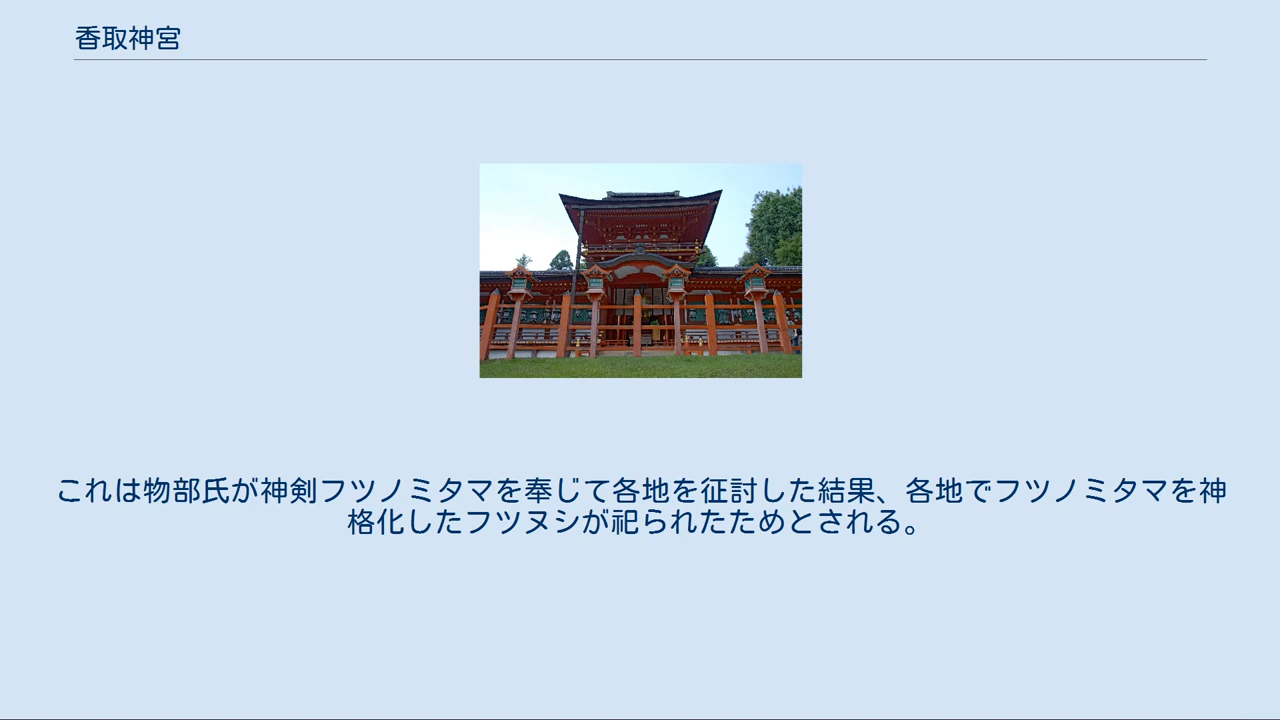 香取神宮
これは物部氏が神剣フツノミタマを奉じて各地を征討した結果、各地でフツノミタマを神
格化したフツヌシが祀られたためとされる。